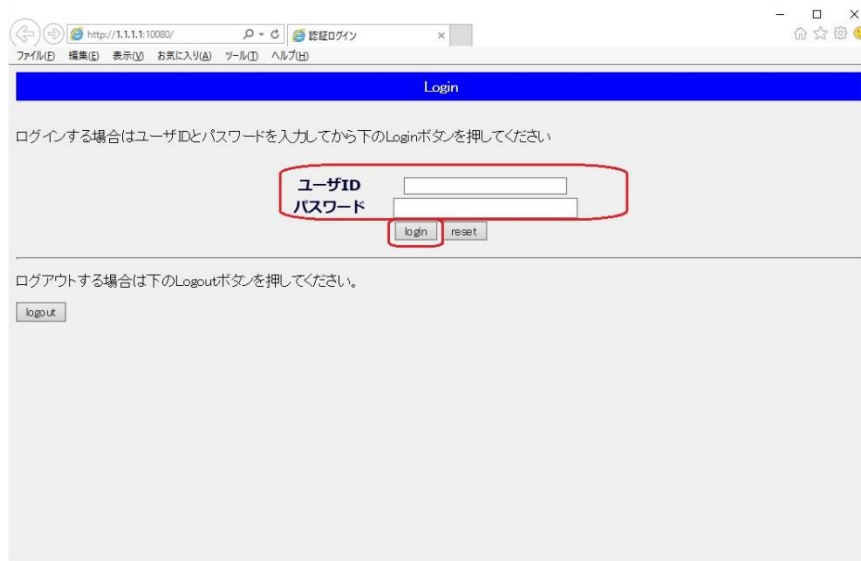 http://1.1.1.1:10080/
認証ログイン
ファイル(F) 編集(E) 表示(V) お気に入り(A) ツール(T) ヘルプ(H)
Login
ログインする場合はユーザIDとパスワードを入力してから下のLoginボタンを押してください
ユーザID
パスワード
login reset
ログアウトする場合は下のLogoutボタンを押してください。
logout